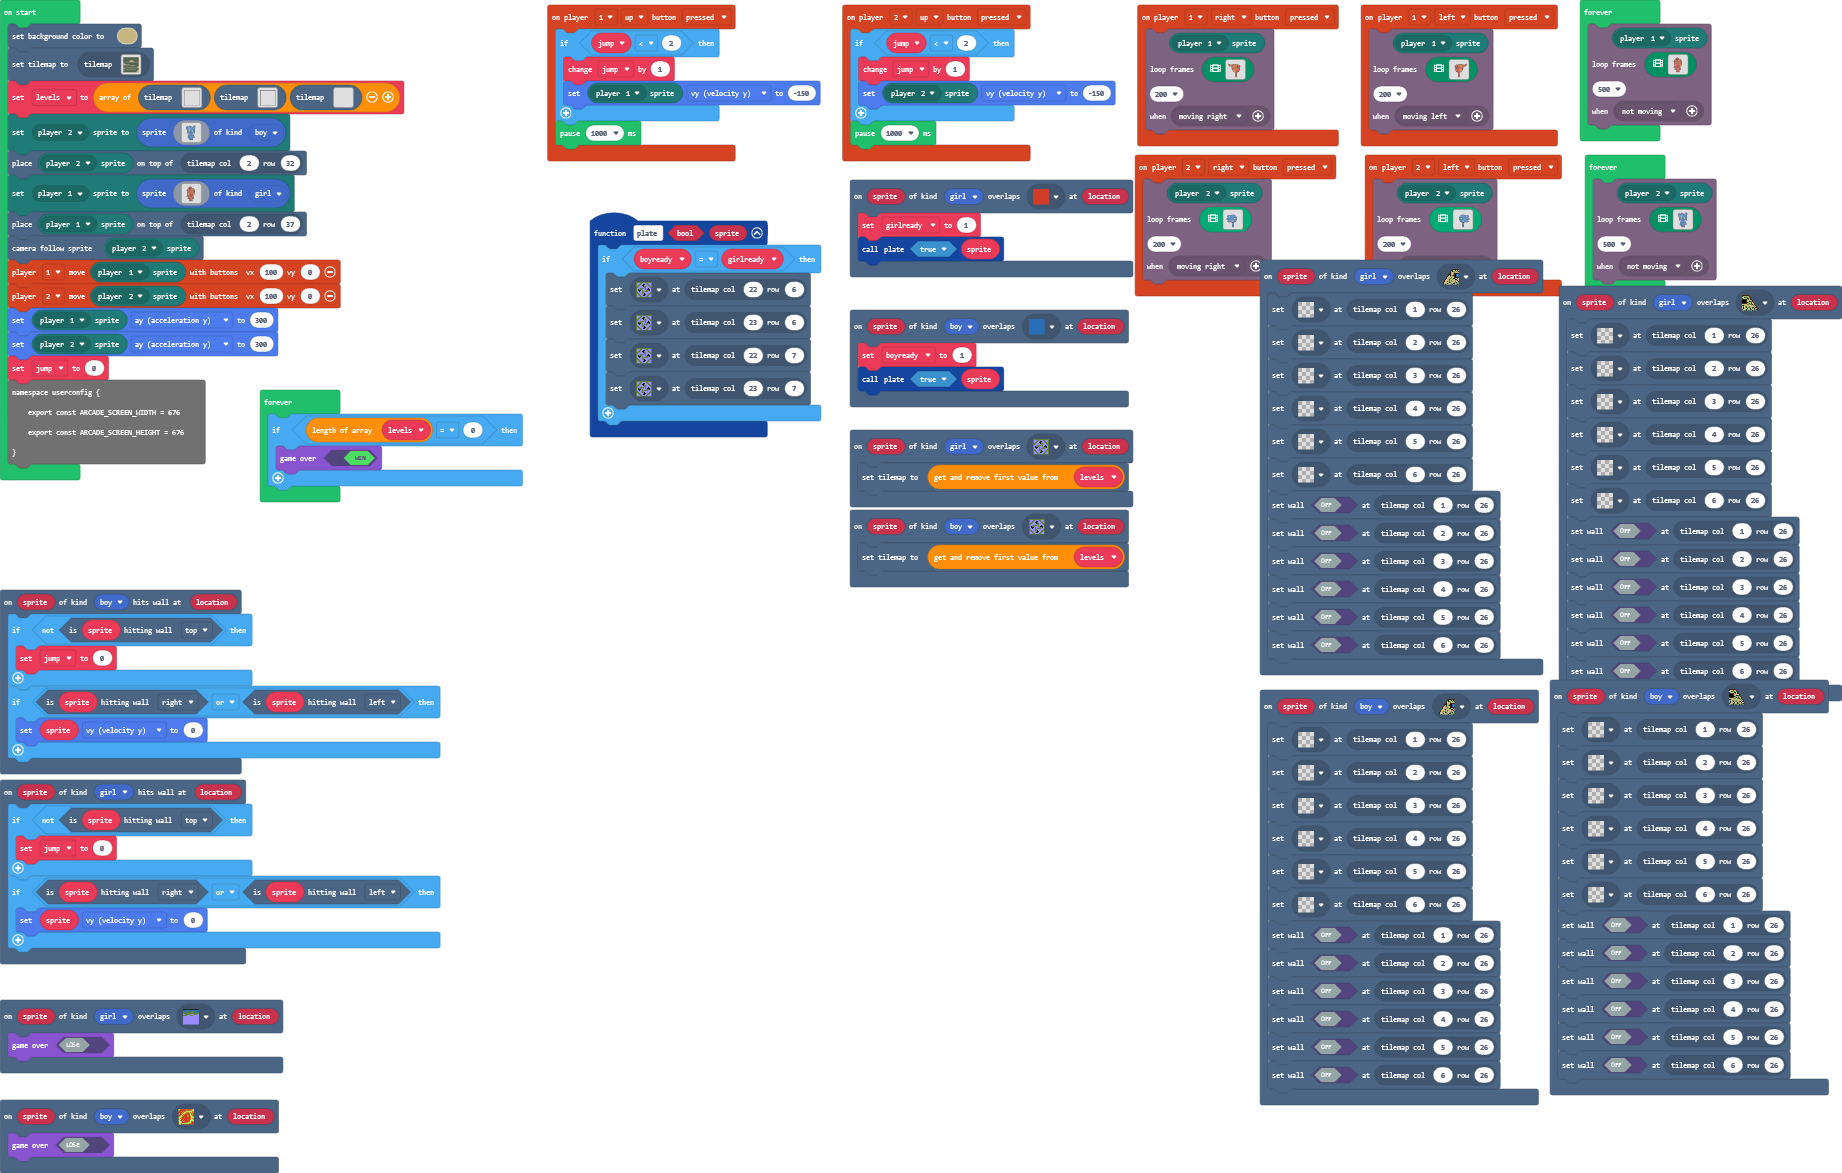 on start
set background color to
set tilemap to tilemap
set levels to array of tilemap tilemap tilemap
set player 2 sprite to sprite of kind boy
place player 2 sprite on top of tilemap col 2 row 32
set player 1 sprite to sprite of kind girl
place player 1 sprite on top of tilemap col 2 row 37
camera follow sprite player 2 sprite
player 1 move player 1 sprite with buttons vx 100 vy 0
player 2 move player 2 sprite with buttons vx 100 vy 0
set player 1 sprite ay (acceleration y) to 300
set player 2 sprite ay (acceleration y) to 300
set jump to 0
namespace userconfig {
export const ARCADE_SCREEN_WIDTH = 676
export const ARCADE_SCREEN_HEIGHT = 676
}
forever
if length of array levels = 0 then
game over WIN
on sprite of kind boy hits wall at location
if not is sprite hitting wall top then
set jump to 0
if is sprite hitting wall right or is sprite hitting wall left then
set sprite vy (velocity y) to 0
on sprite of kind girl hits wall at location
if not is sprite hitting wall top then
set jump to 0
if is sprite hitting wall right or is sprite hitting wall left then
set sprite vy (velocity y) to 0
on sprite of kind girl overlaps at location
game over LOSE
on sprite of kind boy overlaps at location
game over LOSE
on player 1 up button pressed
if jump < 2 then
change jump by 1
set player 1 sprite vy (velocity y) to -150
pause 1000 ms
function plate bool sprite
if boyready = girlready then
set at tilemap col 22 row 6
set at tilemap col 23 row 6
set at tilemap col 22 row 7
set at tilemap col 23 row 7
on player 2 up button pressed
if jump < 2 then
change jump by 1
set player 2 sprite vy (velocity y) to -150
pause 1000 ms
on sprite of kind girl overlaps at location
set girlready to 1
call plate true sprite
on sprite of kind boy overlaps at location
set boyready to 1
call plate true sprite
on sprite of kind girl overlaps at location
set tilemap to get and remove first value from levels
on sprite of kind boy overlaps at location
set tilemap to get and remove first value from levels
on player 1 right button pressed
player 1 sprite
loop frames
200
when moving right
on player 1 left button pressed
player 1 sprite
loop frames
200
when moving left
forever
player 1 sprite
loop frames
500
when not moving
on player 2 right button pressed
player 2 sprite
loop frames
200
when moving right
on player 2 left button pressed
player 2 sprite
loop frames
200
forever
player 2 sprite
loop frames
500
when not moving
on sprite of kind girl overlaps at location
set at tilemap col 1 row 26
set at tilemap col 2 row 26
set at tilemap col 3 row 26
set at tilemap col 4 row 26
set at tilemap col 5 row 26
set at tilemap col 6 row 26
set wall OFF at tilemap col 1 row 26
set wall OFF at tilemap col 2 row 26
set wall OFF at tilemap col 3 row 26
set wall OFF at tilemap col 4 row 26
set wall OFF at tilemap col 5 row 26
set wall OFF at tilemap col 6 row 26
on sprite of kind girl overlaps at location
set at tilemap col 1 row 26
set at tilemap col 2 row 26
set at tilemap col 3 row 26
set at tilemap col 4 row 26
set at tilemap col 5 row 26
set at tilemap col 6 row 26
set wall OFF at tilemap col 1 row 26
set wall OFF at tilemap col 2 row 26
set wall OFF at tilemap col 3 row 26
set wall OFF at tilemap col 4 row 26
set wall OFF at tilemap col 5 row 26
set wall OFF at tilemap col 6 row 26
on sprite of kind boy overlaps at location
set at tilemap col 1 row 26
set at tilemap col 2 row 26
set at tilemap col 3 row 26
set at tilemap col 4 row 26
set at tilemap col 5 row 26
set at tilemap col 6 row 26
set wall OFF at tilemap col 1 row 26
set wall OFF at tilemap col 2 row 26
set wall OFF at tilemap col 3 row 26
set wall OFF at tilemap col 4 row 26
set wall OFF at tilemap col 5 row 26
set wall OFF at tilemap col 6 row 26
on sprite of kind boy overlaps at location
set at tilemap col 1 row 26
set at tilemap col 2 row 26
set at tilemap col 3 row 26
set at tilemap col 4 row 26
set at tilemap col 5 row 26
set at tilemap col 6 row 26
set wall OFF at tilemap col 1 row 26
set wall OFF at tilemap col 2 row 26
set wall OFF at tilemap col 3 row 26
set wall OFF at tilemap col 4 row 26
set wall OFF at tilemap col 5 row 26
set wall OFF at tilemap col 6 row 26